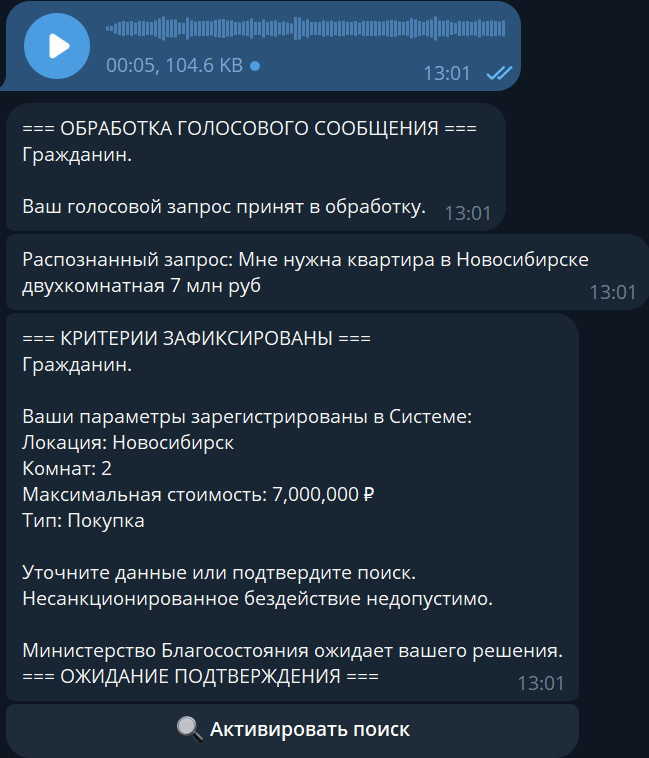 00:05, 104.6 KB
13:01
=== ОБРАБОТКА ГОЛОСОВОГО СООБЩЕНИЯ ===
Гражданин.
Ваш голосовой запрос принят в обработку.
13:01
Распознанный запрос: Мне нужна квартира в Новосибирске
двухкомнатная 7 млн руб
13:01
=== КРИТЕРИИ ЗАФИКСИРОВАНЫ ===
Гражданин.
Ваши параметры зарегистрированы в Системе:
Локация: Новосибирск
Комнат: 2
Максимальная стоимость: 7,000,000 ₽
Тип: Покупка
Уточните данные или подтвердите поиск.
Несанкционированное бездействие недопустимо.
Министерство Благосостояния ожидает вашего решения.
=== ОЖИДАНИЕ ПОДТВЕРЖДЕНИЯ ===
13:01
Активировать поиск